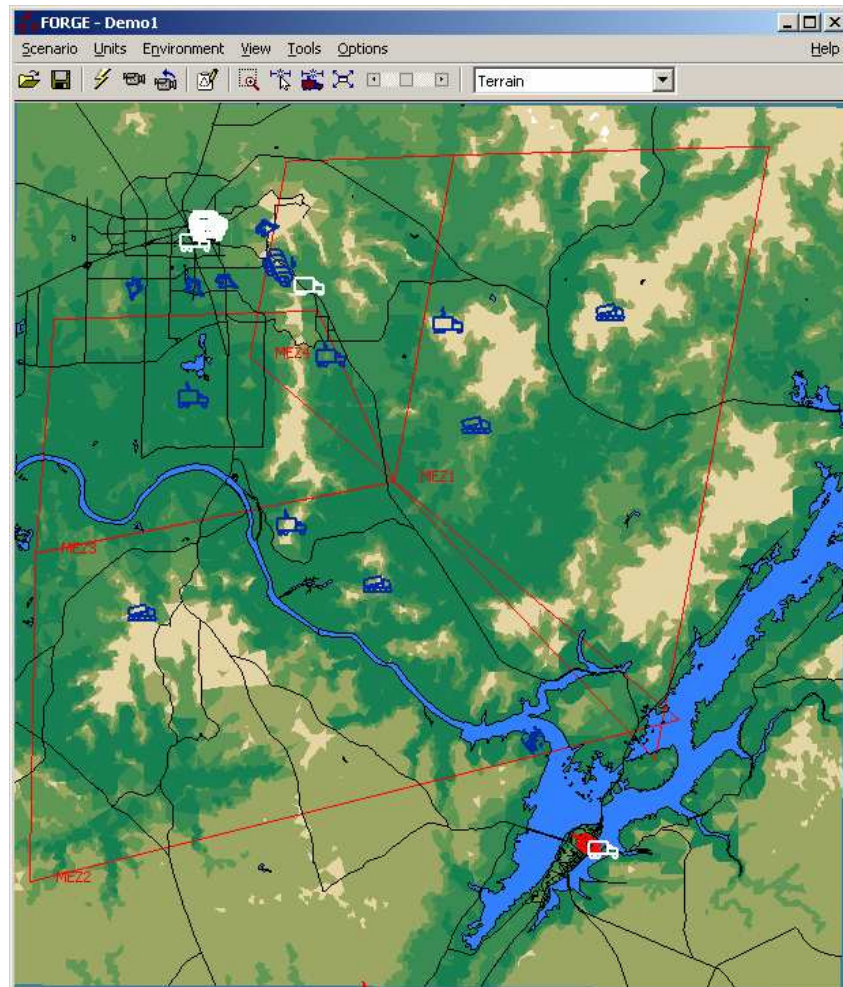 FORGE - Demo1
Scenario Units Environment View Tools Options Help
Terrain
MEZ4
MEZ1
MEZ3
MEZ2